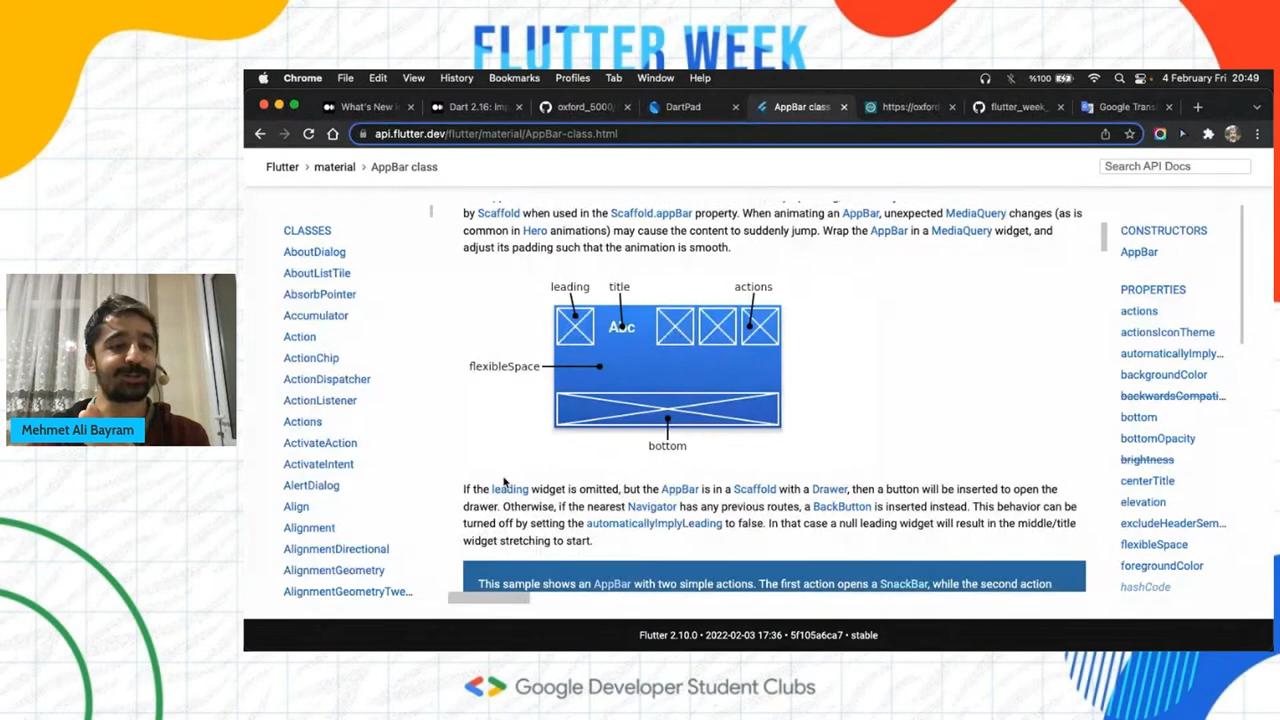 FLUTTER WEEK
Chrome File Edit View History Bookmarks Profiles Tab Window Help %100 4 February Fri 20:49
What's New i Dart 2.16: Imp oxford_5000/ DartPad AppBar class https://oxford flutter_week_ Google Trans
api.flutter.dev/flutter/material/AppBar-class.html
Flutter > material > AppBar class Search API Docs
by Scaffold when used in the Scaffold.appBar property. When animating an AppBar, unexpected MediaQuery changes (as is
common in Hero animations) may cause the content to suddenly jump. Wrap the AppBar in a MediaQuery widget, and
adjust its padding such that the animation is smooth.
CLASSES
AboutDialog
AboutListTile
AbsorbPointer
Accumulator
Action
ActionChip
ActionDispatcher
ActionListener
Actions
ActivateAction
ActivateIntent
AlertDialog
Align
Alignment
AlignmentDirectional
AlignmentGeometry
AlignmentGeometryTwe...
leading title actions
Abc
flexibleSpace
bottom
If the leading widget is omitted, but the AppBar is in a Scaffold with a Drawer, then a button will be inserted to open the
drawer. Otherwise, if the nearest Navigator has any previous routes, a BackButton is inserted instead. This behavior can be
turned off by setting the automaticallyImplyLeading to false. In that case a null leading widget will result in the middle/title
widget stretching to start.
This sample shows an AppBar with two simple actions. The first action opens a SnackBar, while the second action
CONSTRUCTORS
AppBar
PROPERTIES
actions
actionsIconTheme
automaticallyImply...
backgroundColor
backwardsCompati...
bottom
bottomOpacity
brightness
centerTitle
elevation
excludeHeaderSem...
flexibleSpace
foregroundColor
hashCode
Flutter 2.10.0 • 2022-02-03 17:36 • 5f105a6ca7 • stable
Mehmet Ali Bayram
Google Developer Student Clubs